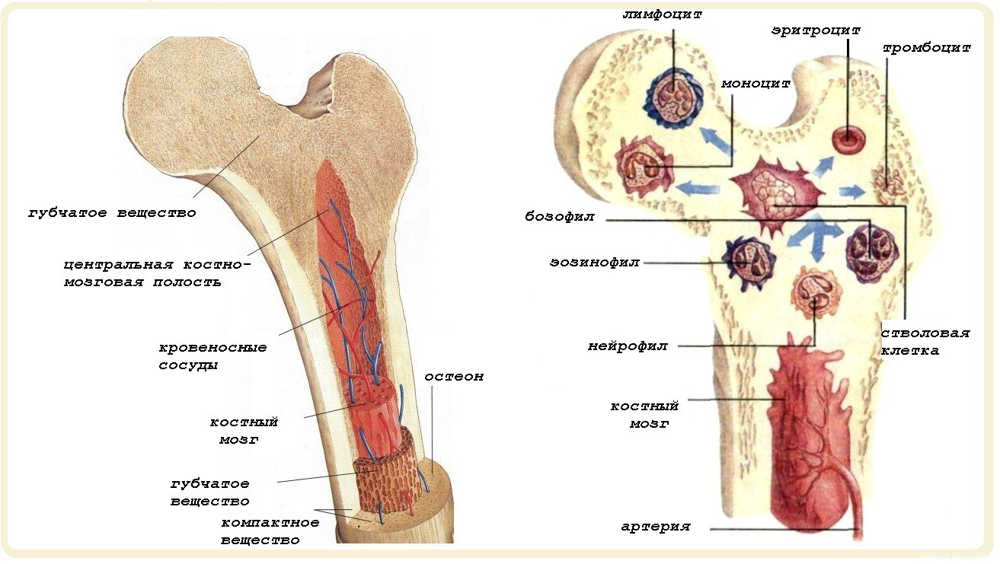 губчатое вещество
центральная костно-
мозговая полость
кровеносные
сосуды
остеон
костный
мозг
губчатое
вещество
компактное
вещество
лимфоцит
эритроцит
тромбоцит
моноцит
бозофил
эозинофил
нейрофил
стволовая
клетка
костный
мозг
артерия